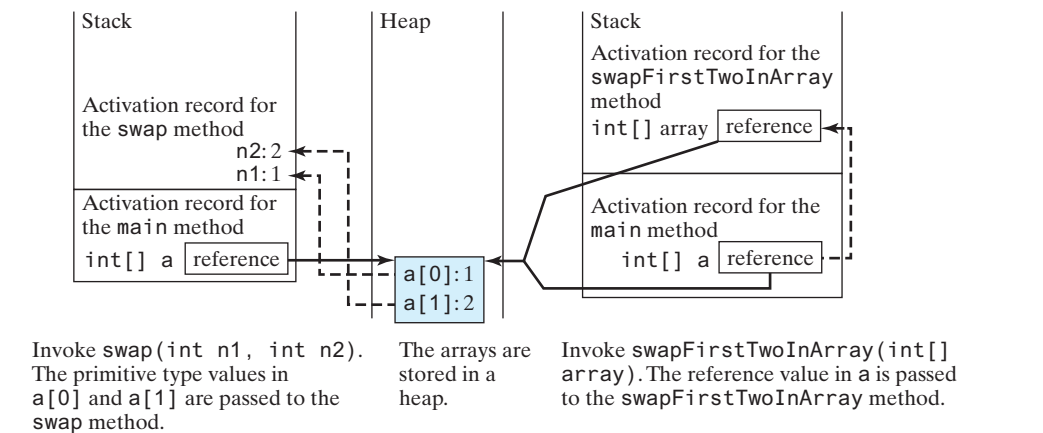 Stack
Activation record for
the swap method
n2: 2
n1: 1
Activation record for
the main method
int[] a reference
Invoke swap(int n1, int n2).
The primitive type values in
a[0] and a[1] are passed to the
swap method.
Heap
a[0]: 1
a[1]: 2
The arrays are
stored in a
heap.
Stack
Activation record for the
swapFirstTwoInArray
method
int[] array reference
Activation record for the
main method
int[] a reference
Invoke swapFirstTwoInArray(int[]
array). The reference value in a is passed
to the swapFirstTwoInArray method.